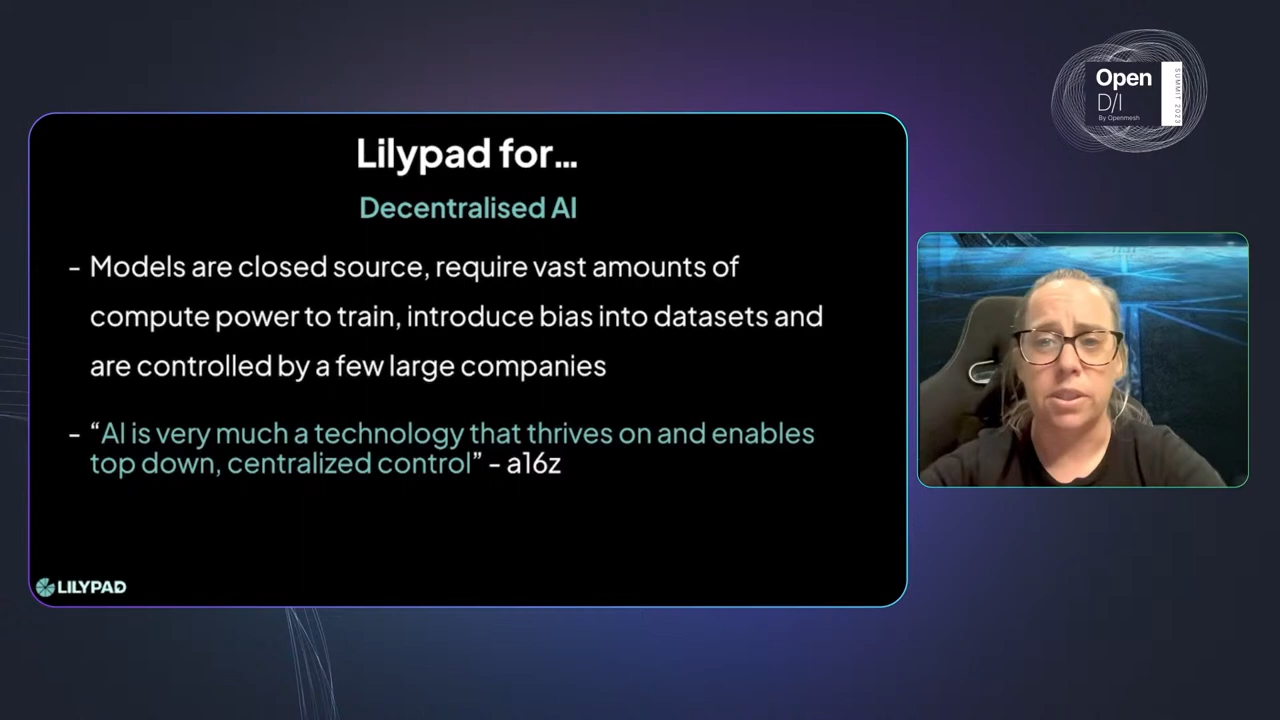 Open
D/I
By Openmesh
SUMMIT 2023
Lilypad for...
Decentralised AI
- Models are closed source, require vast amounts of
compute power to train, introduce bias into datasets and
are controlled by a few large companies
- “AI is very much a technology that thrives on and enables
top down, centralized control” - a16z
LILYPAD